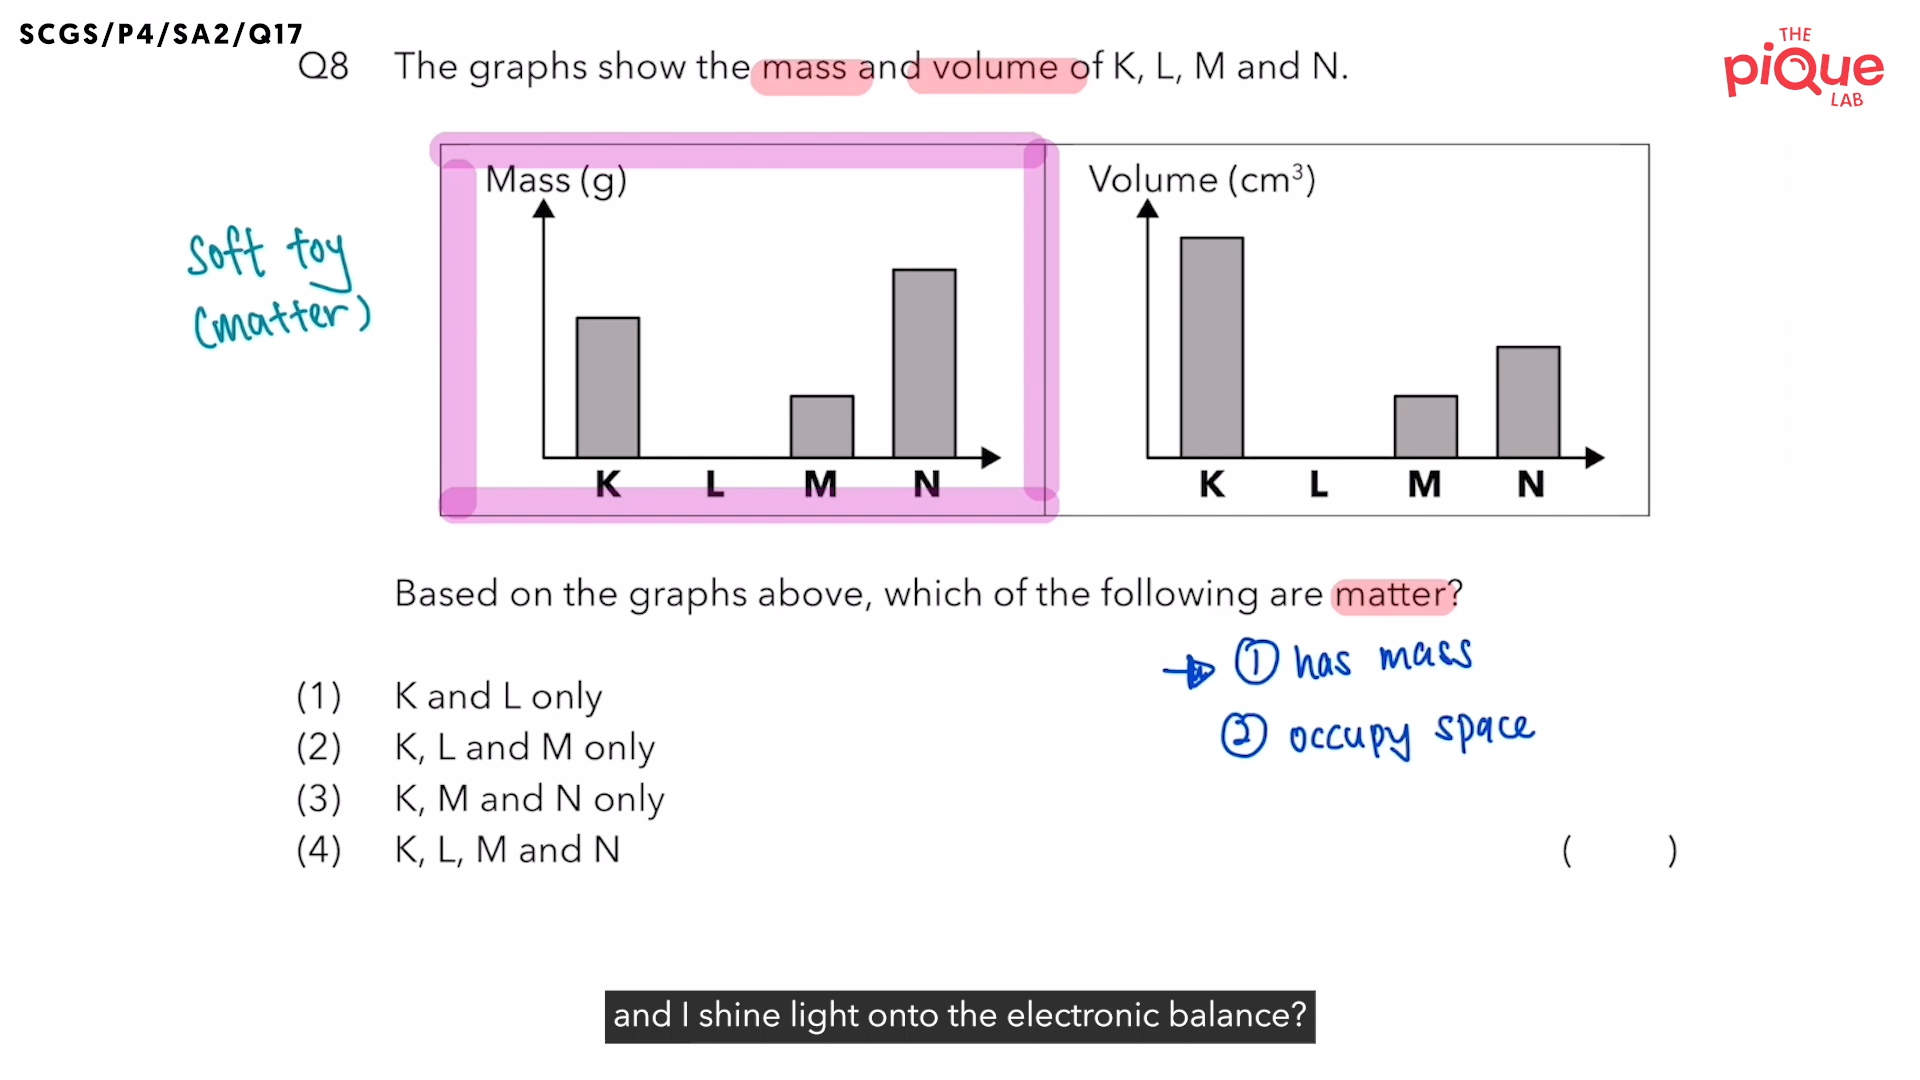 SCGS/P4/SA2/Q17
THE
piQue
LAB
Q8 The graphs show the mass and volume of K, L, M and N.
Mass (g)
Volume (cm³)
soft toy
(matter)
K L M N
K L M N
Based on the graphs above, which of the following are matter?
① has mass
② occupy space
(1) K and L only
(2) K, L and M only
(3) K, M and N only
(4) K, L, M and N
( )
and I shine light onto the electronic balance?